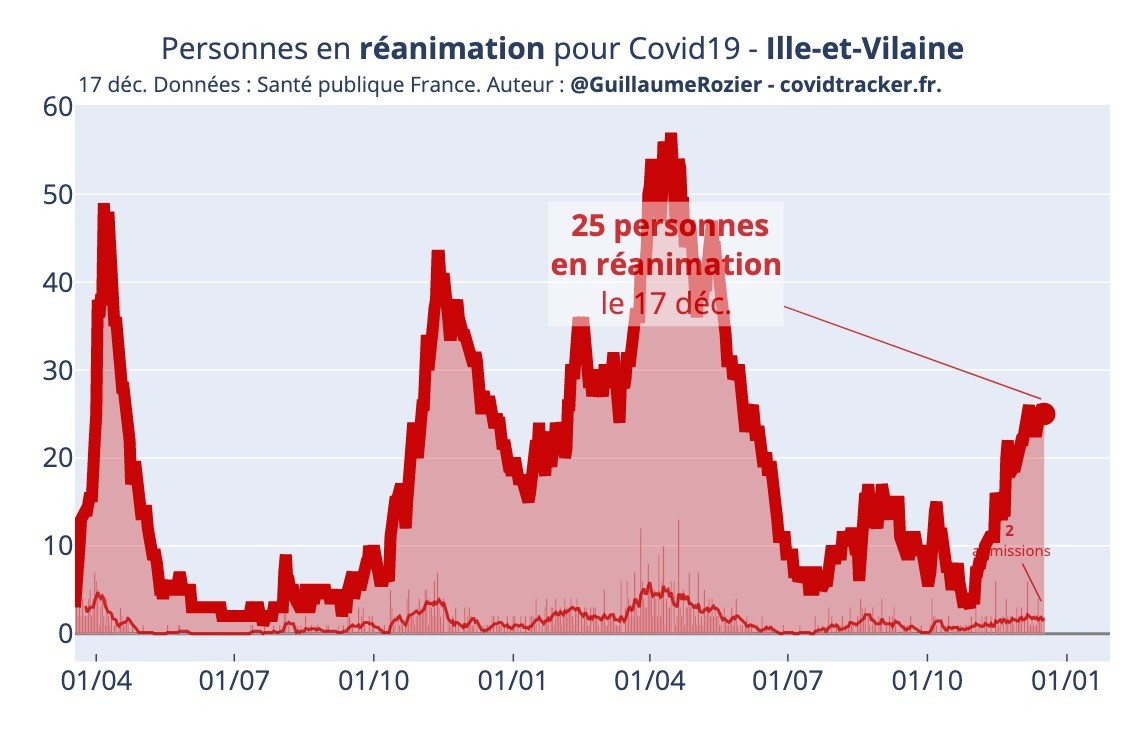 Personnes en réanimation pour Covid19 - Ille-et-Vilaine
17 déc. Données : Santé publique France. Auteur : @GuillaumeRozier - covidtracker.fr.
60
50
40
30
20
10
0
25 personnes
en réanimation
le 17 déc.
2
admissions
01/04
01/07
01/10
01/01
01/04
01/07
01/10
01/01